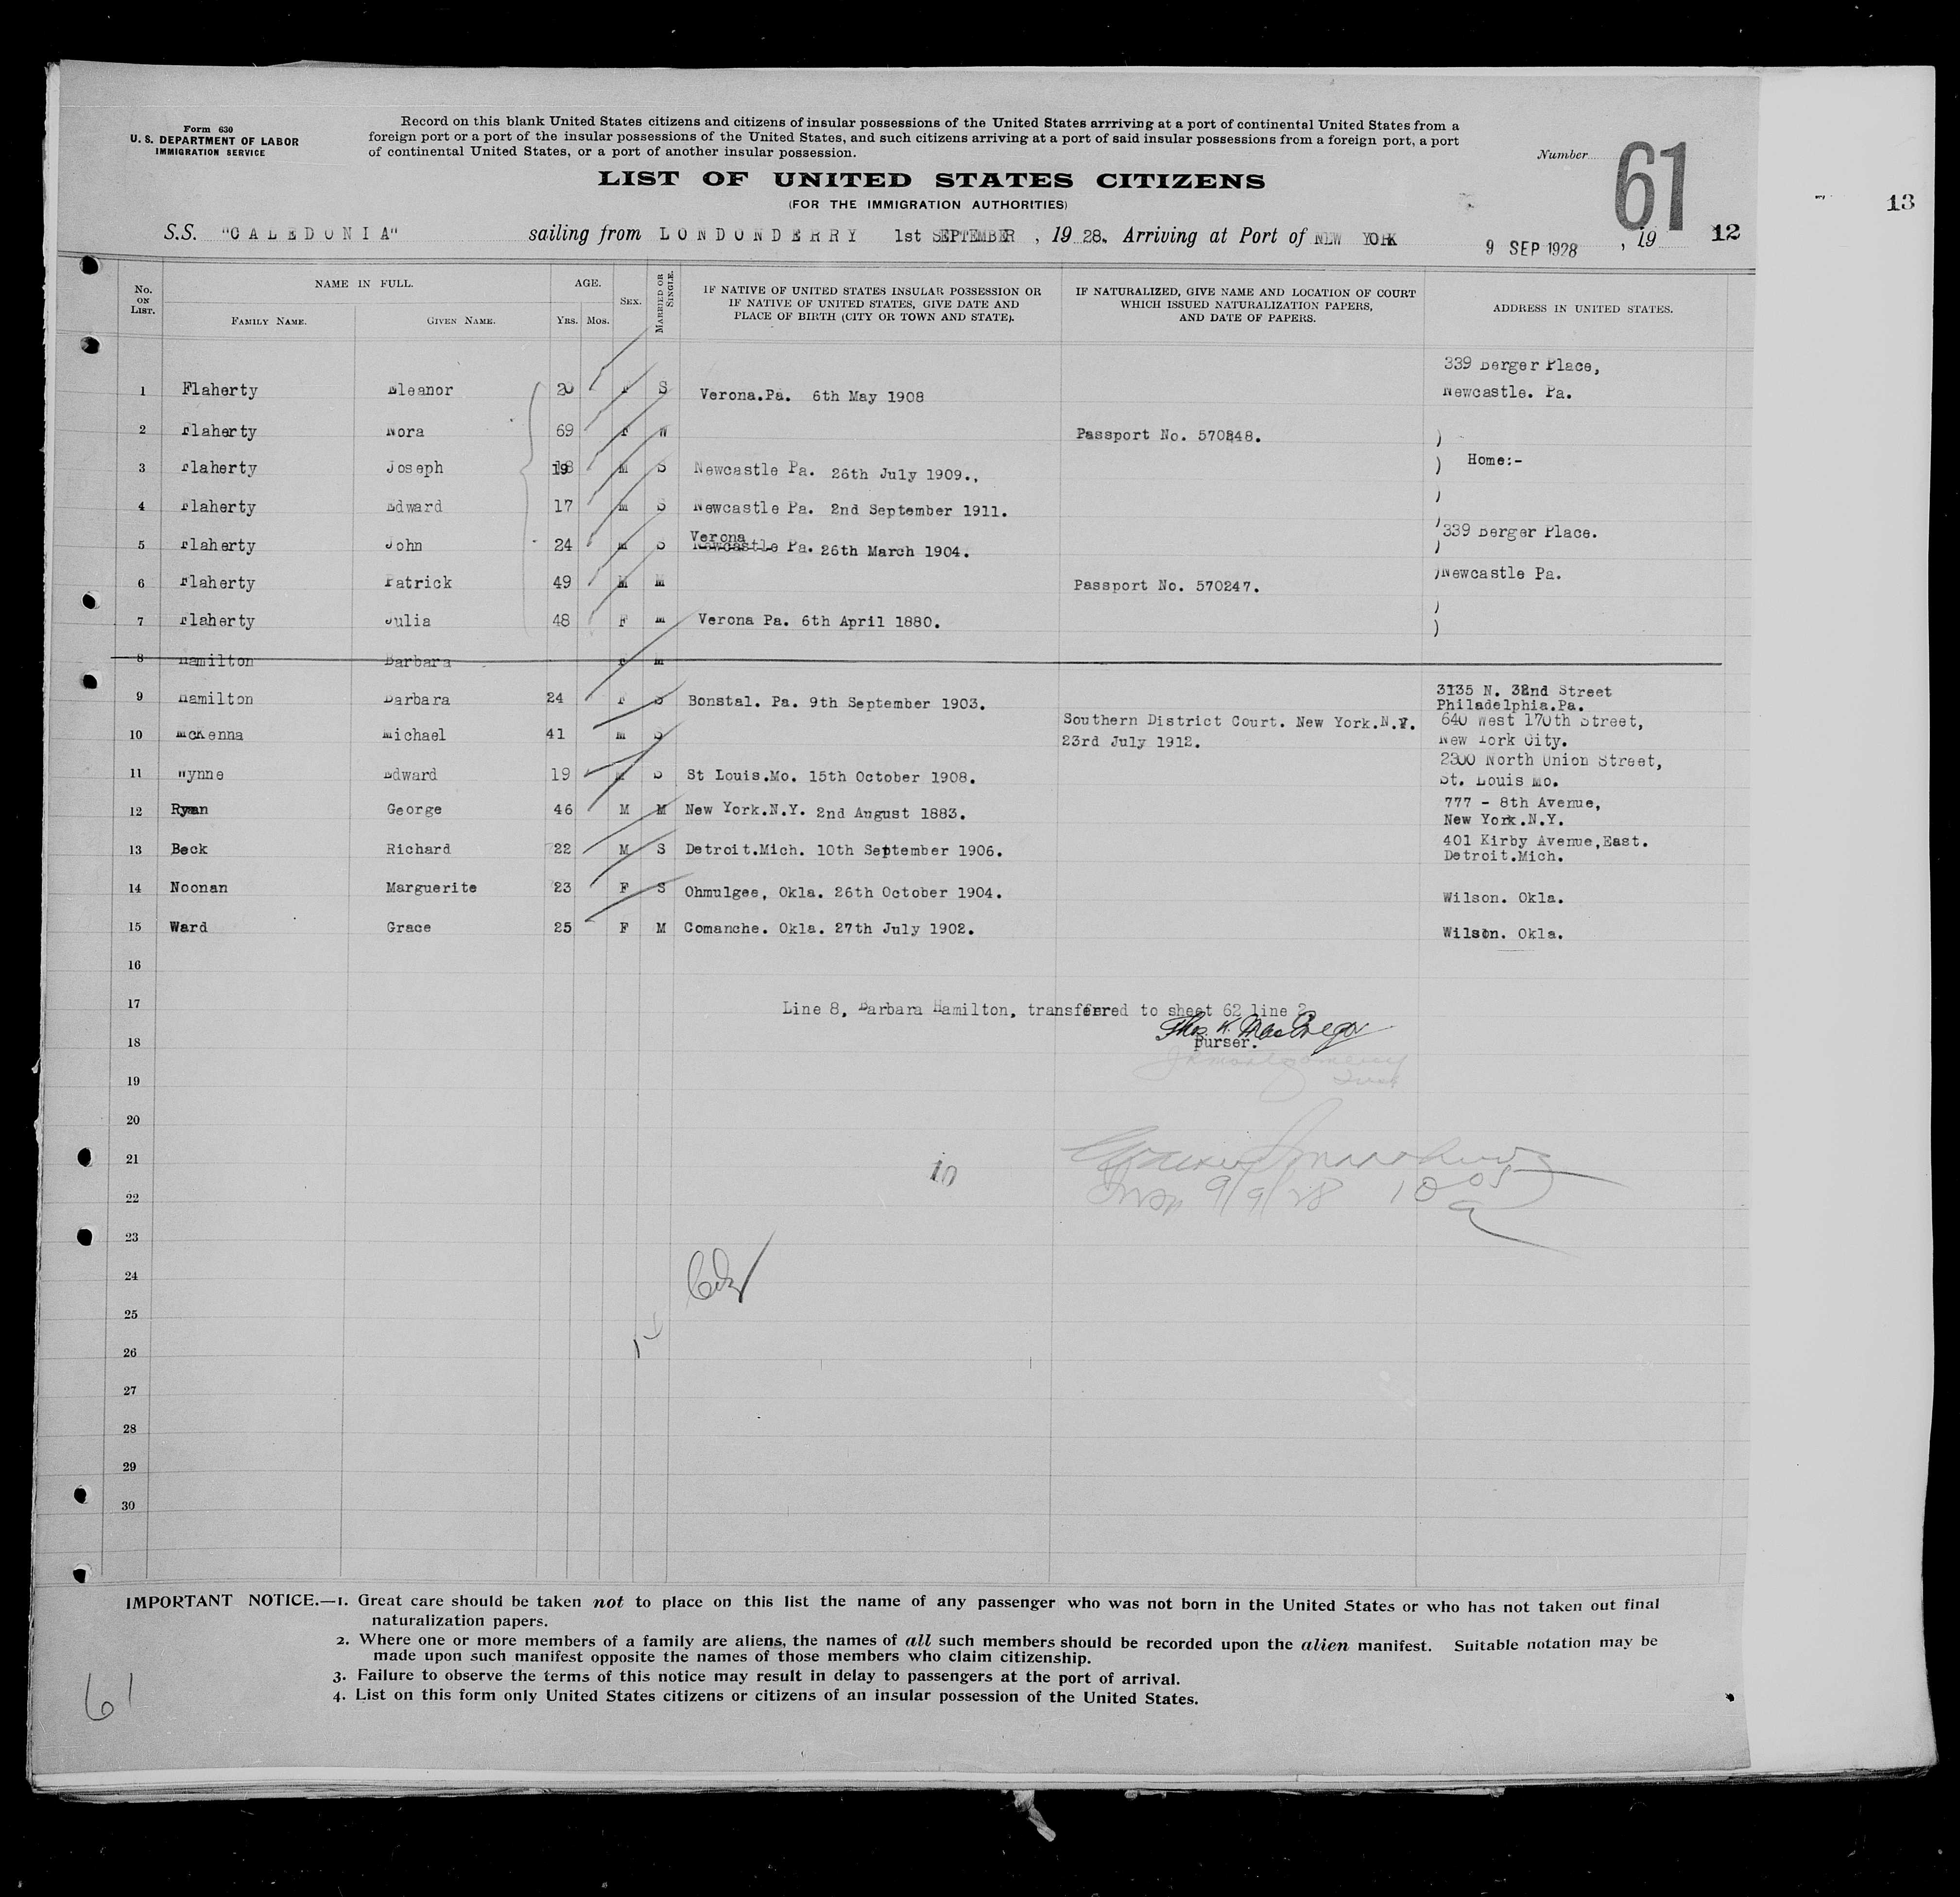 Form 630
U. S. DEPARTMENT OF LABOR
IMMIGRATION SERVICE
Record on this blank United States citizens and citizens of insular possessions of the United States arrriving at a port of continental United States from a
foreign port or a port of the insular possessions of the United States, and such citizens arriving at a port of said insular possessions from a foreign port, a port
of continental United States, or a port of another insular possession.
Number 61
LIST OF UNITED STATES CITIZENS
(FOR THE IMMIGRATION AUTHORITIES)
13
S.S. "CALEDONIA" sailing from LONDONDERRY 1st SEPTEMBER, 1928. Arriving at Port of NEW YORK 9 SEP 1928, 19 12
No. ON LIST. NAME IN FULL. FAMILY NAME. GIVEN NAME. AGE. Yrs. Mos. SEX. MARRIED OR SINGLE. IF NATIVE OF UNITED STATES INSULAR POSSESSION OR IF NATIVE OF UNITED STATES, GIVE DATE AND PLACE OF BIRTH (CITY OR TOWN AND STATE). IF NATURALIZED, GIVE NAME AND LOCATION OF COURT WHICH ISSUED NATURALIZATION PAPERS, AND DATE OF PAPERS. ADDRESS IN UNITED STATES.
1 Flaherty Eleanor 20 F S Verona.Pa. 6th May 1908 339 Berger Place, Newcastle. Pa.
2 Flaherty Nora 69 F W Passport No. 570248. )
3 Flaherty Joseph 19 M S Newcastle Pa. 26th July 1909., ) Home:-
4 Flaherty Edward 17 M S Newcastle Pa. 2nd September 1911. )
5 Flaherty John 24 M S Verona Newcastle Pa. 26th March 1904. ) 339 Berger Place.
6 Flaherty Patrick 49 M M Passport No. 570247. ) Newcastle Pa.
7 Flaherty Julia 48 F M Verona Pa. 6th April 1880. )
8 Hamilton Barbara F M
9 Hamilton Barbara 24 F S Bonstal. Pa. 9th September 1903. 3135 N. 32nd Street Philadelphia.Pa.
10 McKenna Michael 41 M S Southern District Court. New York.N.Y. 23rd July 1912. 640 West 170th Street, New York City.
11 Wynne Edward 19 M S St Louis.Mo. 15th October 1908. 2300 North Union Street, St. Louis Mo.
12 Ryan George 46 M M New York.N.Y. 2nd August 1883. 777 - 8th Avenue, New York.N.Y.
13 Beck Richard 22 M S Detroit.Mich. 10th September 1906. 401 Kirby Avenue,East. Detroit.Mich.
14 Noonan Marguerite 23 F S Ohmulgee, Okla. 26th October 1904. Wilson. Okla.
15 Ward Grace 25 F M Comanche. Okla. 27th July 1902. Wilson. Okla.
16
17 Line 8, Barbara Hamilton, transferred to sheet 62 line 2
Thos. K. MacGregor
18 Purser.
19
20
21 10
22 9/9/28 10 05 a
23
24
25
26
27
28
29
30
IMPORTANT NOTICE.—1. Great care should be taken not to place on this list the name of any passenger who was not born in the United States or who has not taken out final
naturalization papers.
2. Where one or more members of a family are aliens, the names of all such members should be recorded upon the alien manifest. Suitable notation may be
made upon such manifest opposite the names of those members who claim citizenship.
3. Failure to observe the terms of this notice may result in delay to passengers at the port of arrival.
4. List on this form only United States citizens or citizens of an insular possession of the United States.
61